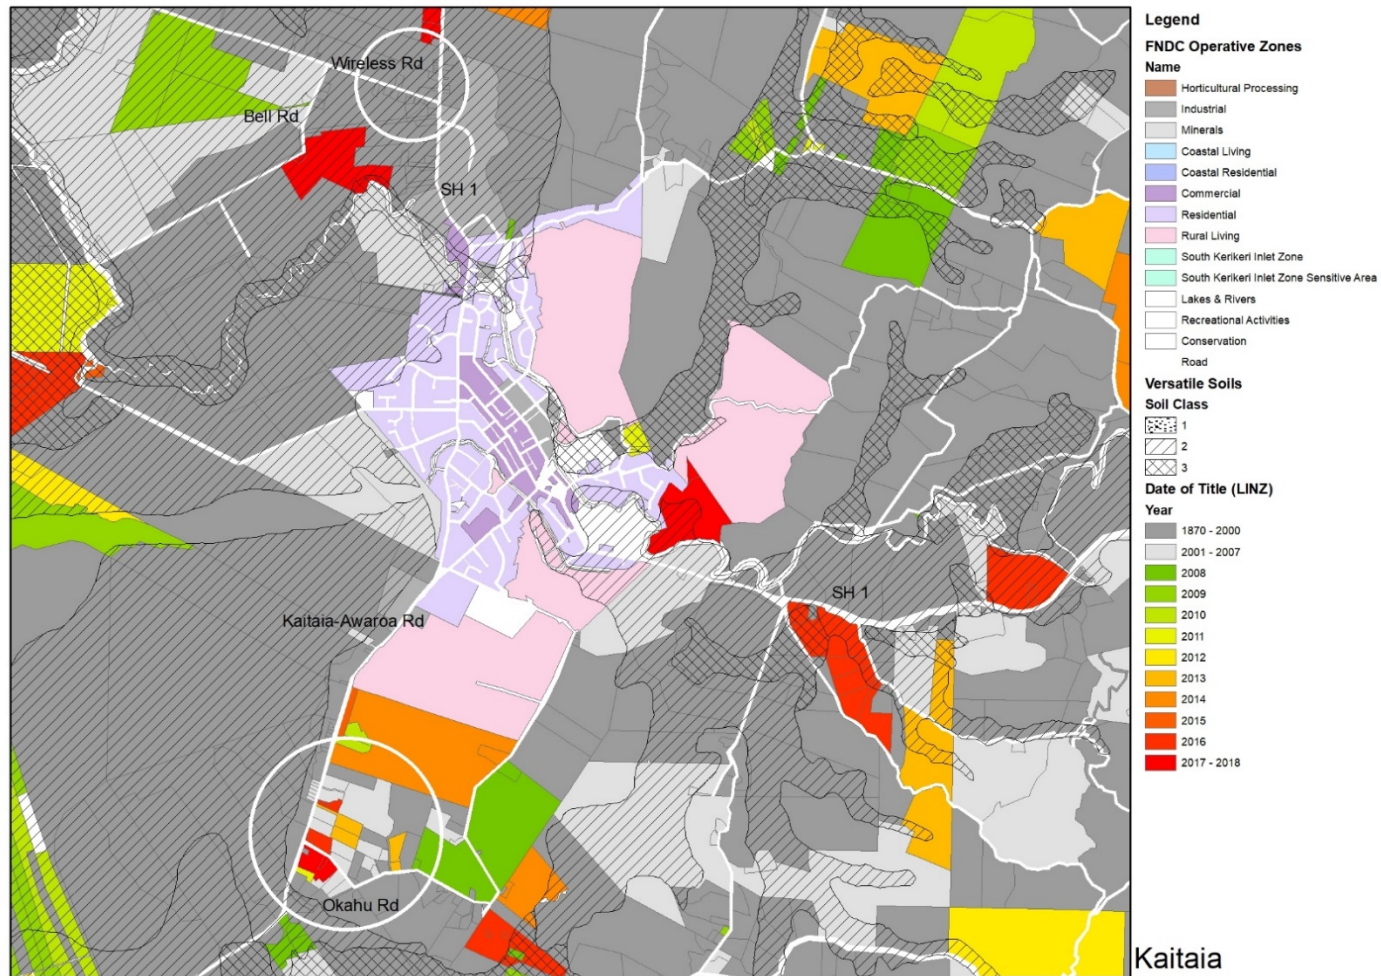 Wireless Rd
Bell Rd
SH 1
Kaitaia-Awaroa Rd
SH 1
Okahu Rd
Legend
FNDC Operative Zones
Name
Horticultural Processing
Industrial
Minerals
Coastal Living
Coastal Residential
Commercial
Residential
Rural Living
South Kerikeri Inlet Zone
South Kerikeri Inlet Zone Sensitive Area
Lakes & Rivers
Recreational Activities
Conservation
Road
Versatile Soils
Soil Class
1
2
3
Date of Title (LINZ)
Year
1870 - 2000
2001 - 2007
2008
2009
2010
2011
2012
2013
2014
2015
2016
2017 - 2018
Kaitaia